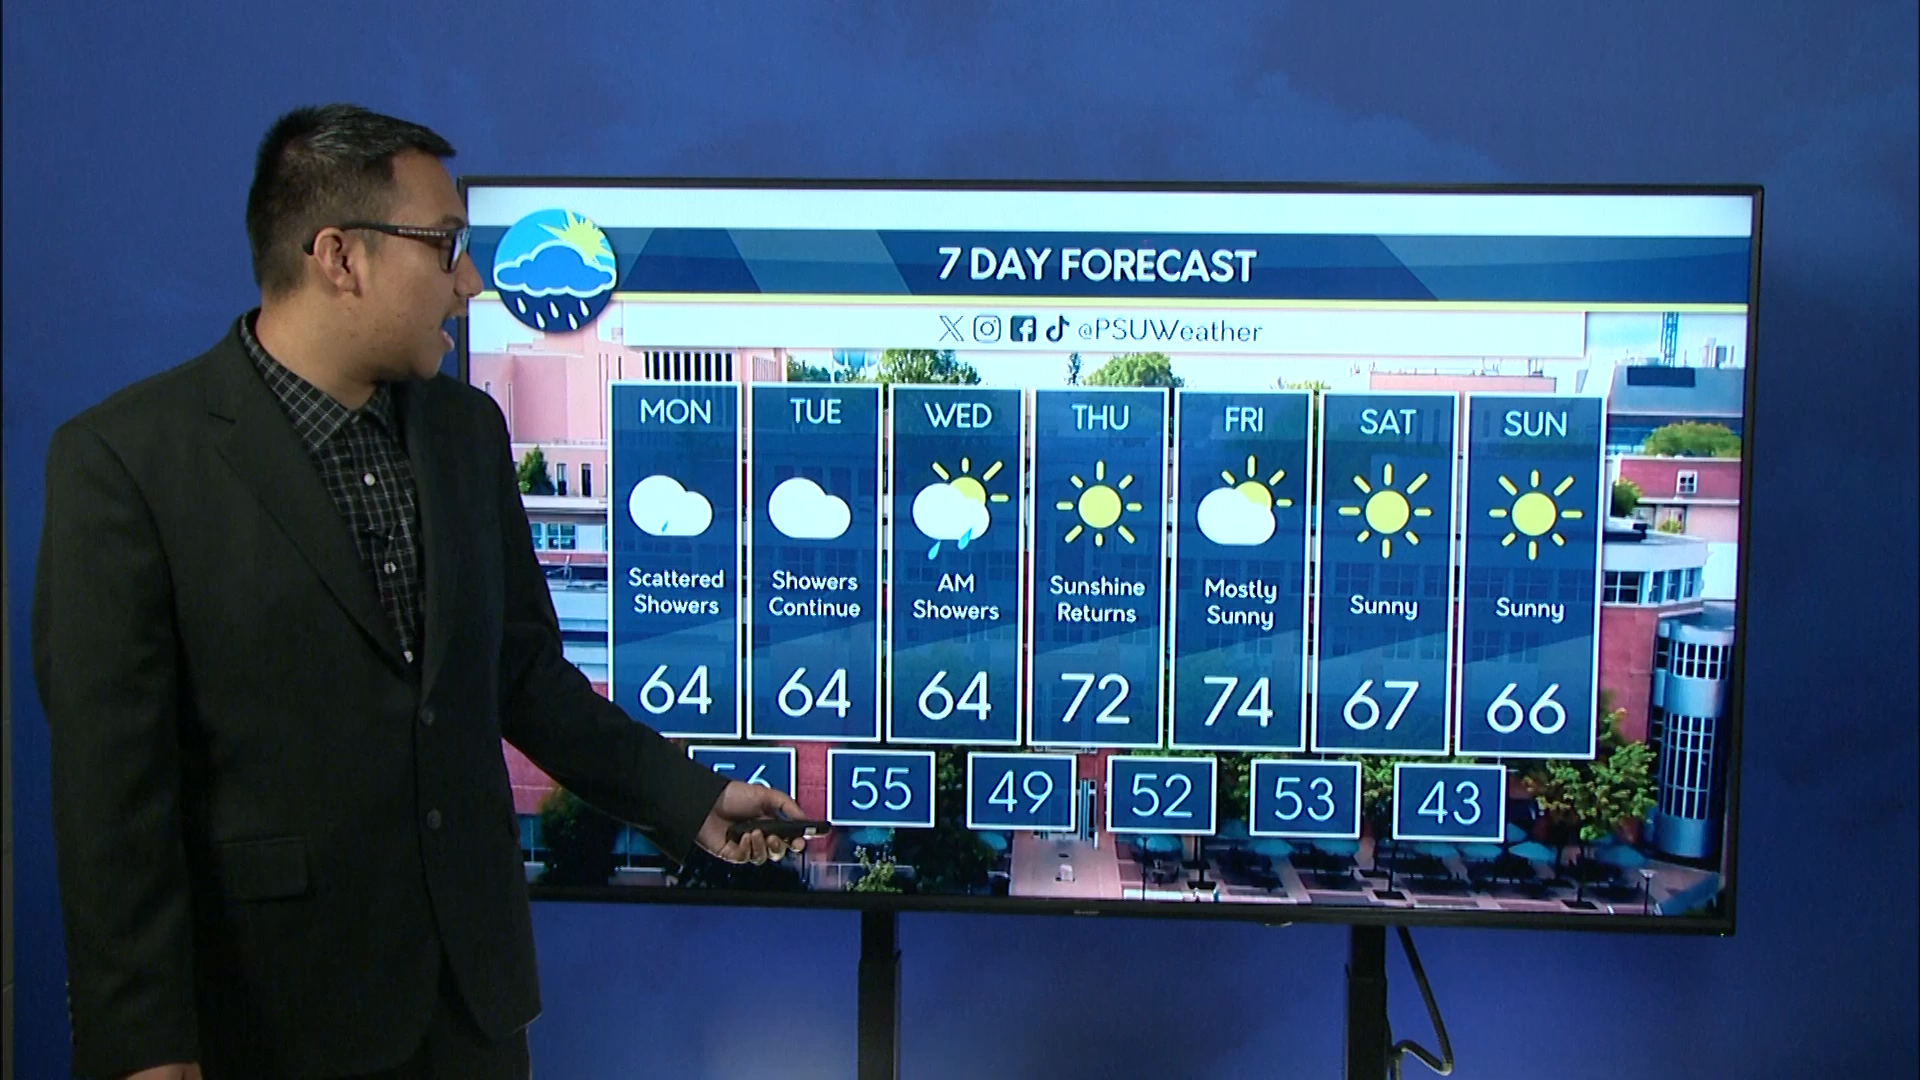 7 DAY FORECAST
@PSUWeather
MON TUE WED THU FRI SAT SUN
Scattered Showers
Showers Continue
AM Showers
Sunshine Returns
Mostly Sunny
Sunny
Sunny
64 64 64 72 74 67 66
56 55 49 52 53 43